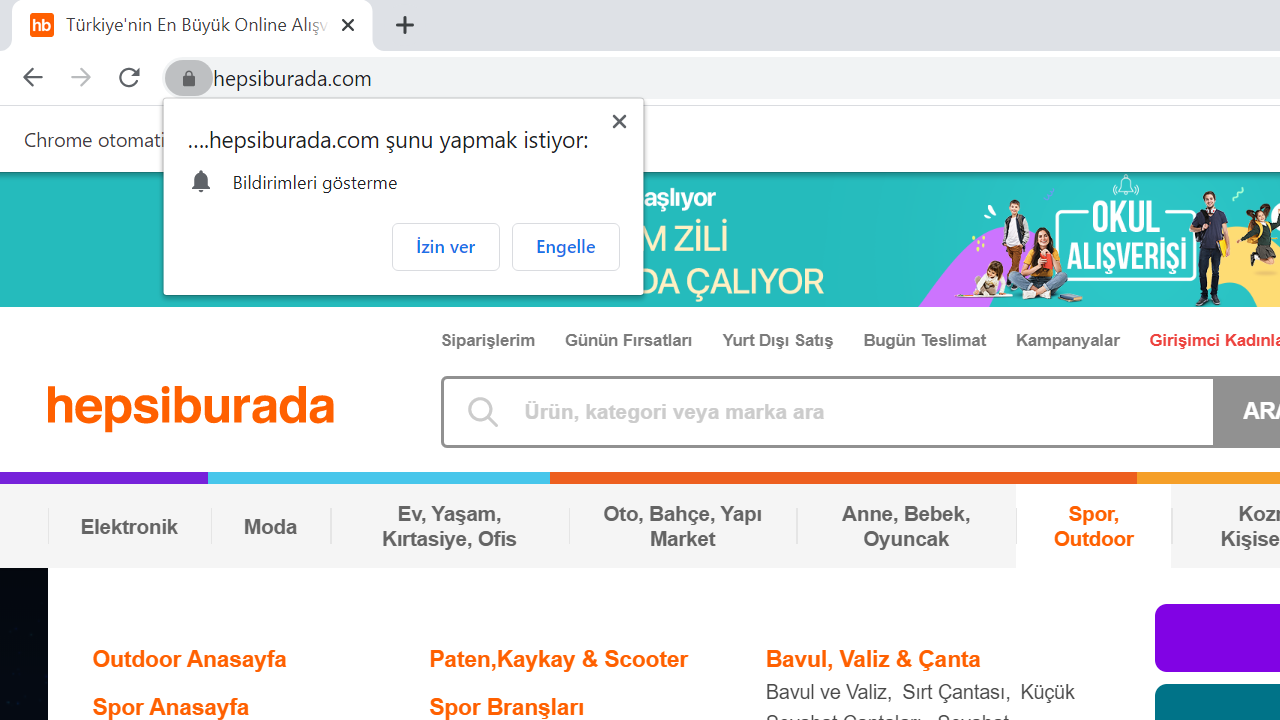 hb Türkiye'nin En Büyük Online Alışv
hepsiburada.com
Chrome otomati
....hepsiburada.com şunu yapmak istiyor:
Bildirimleri gösterme
İzin ver Engelle
aşlıyor
M ZİLİ
DA ÇALIYOR
OKUL
ALIŞVERİŞİ
Siparişlerim Günün Fırsatları Yurt Dışı Satış Bugün Teslimat Kampanyalar Girişimci Kadınla
hepsiburada
Ürün, kategori veya marka ara
ARA
Elektronik
Moda
Ev, Yaşam,
Kırtasiye, Ofis
Oto, Bahçe, Yapı
Market
Anne, Bebek,
Oyuncak
Spor,
Outdoor
Kozm
Kişise
Outdoor Anasayfa
Spor Anasayfa
Paten,Kaykay & Scooter
Spor Branşları
Bavul, Valiz & Çanta
Bavul ve Valiz, Sırt Çantası, Küçük
Seyahat Çantaları, Seyahat